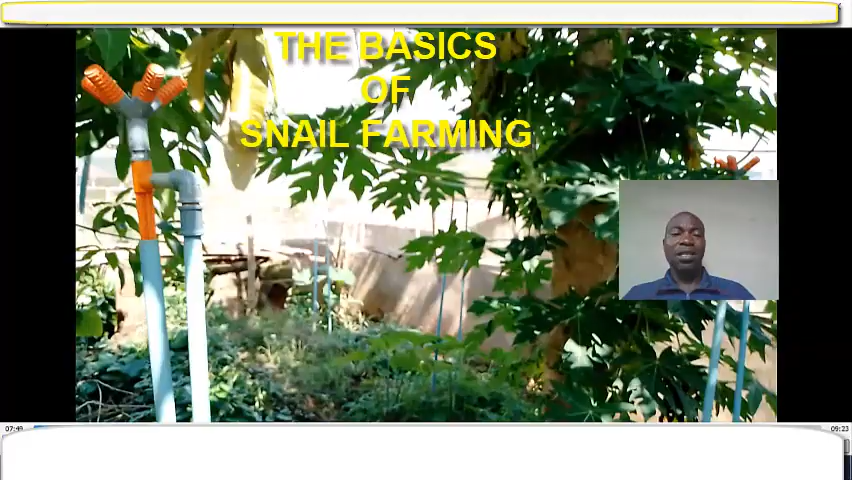 THE BASICS
OF
SNAIL FARMING
07:49
09:23